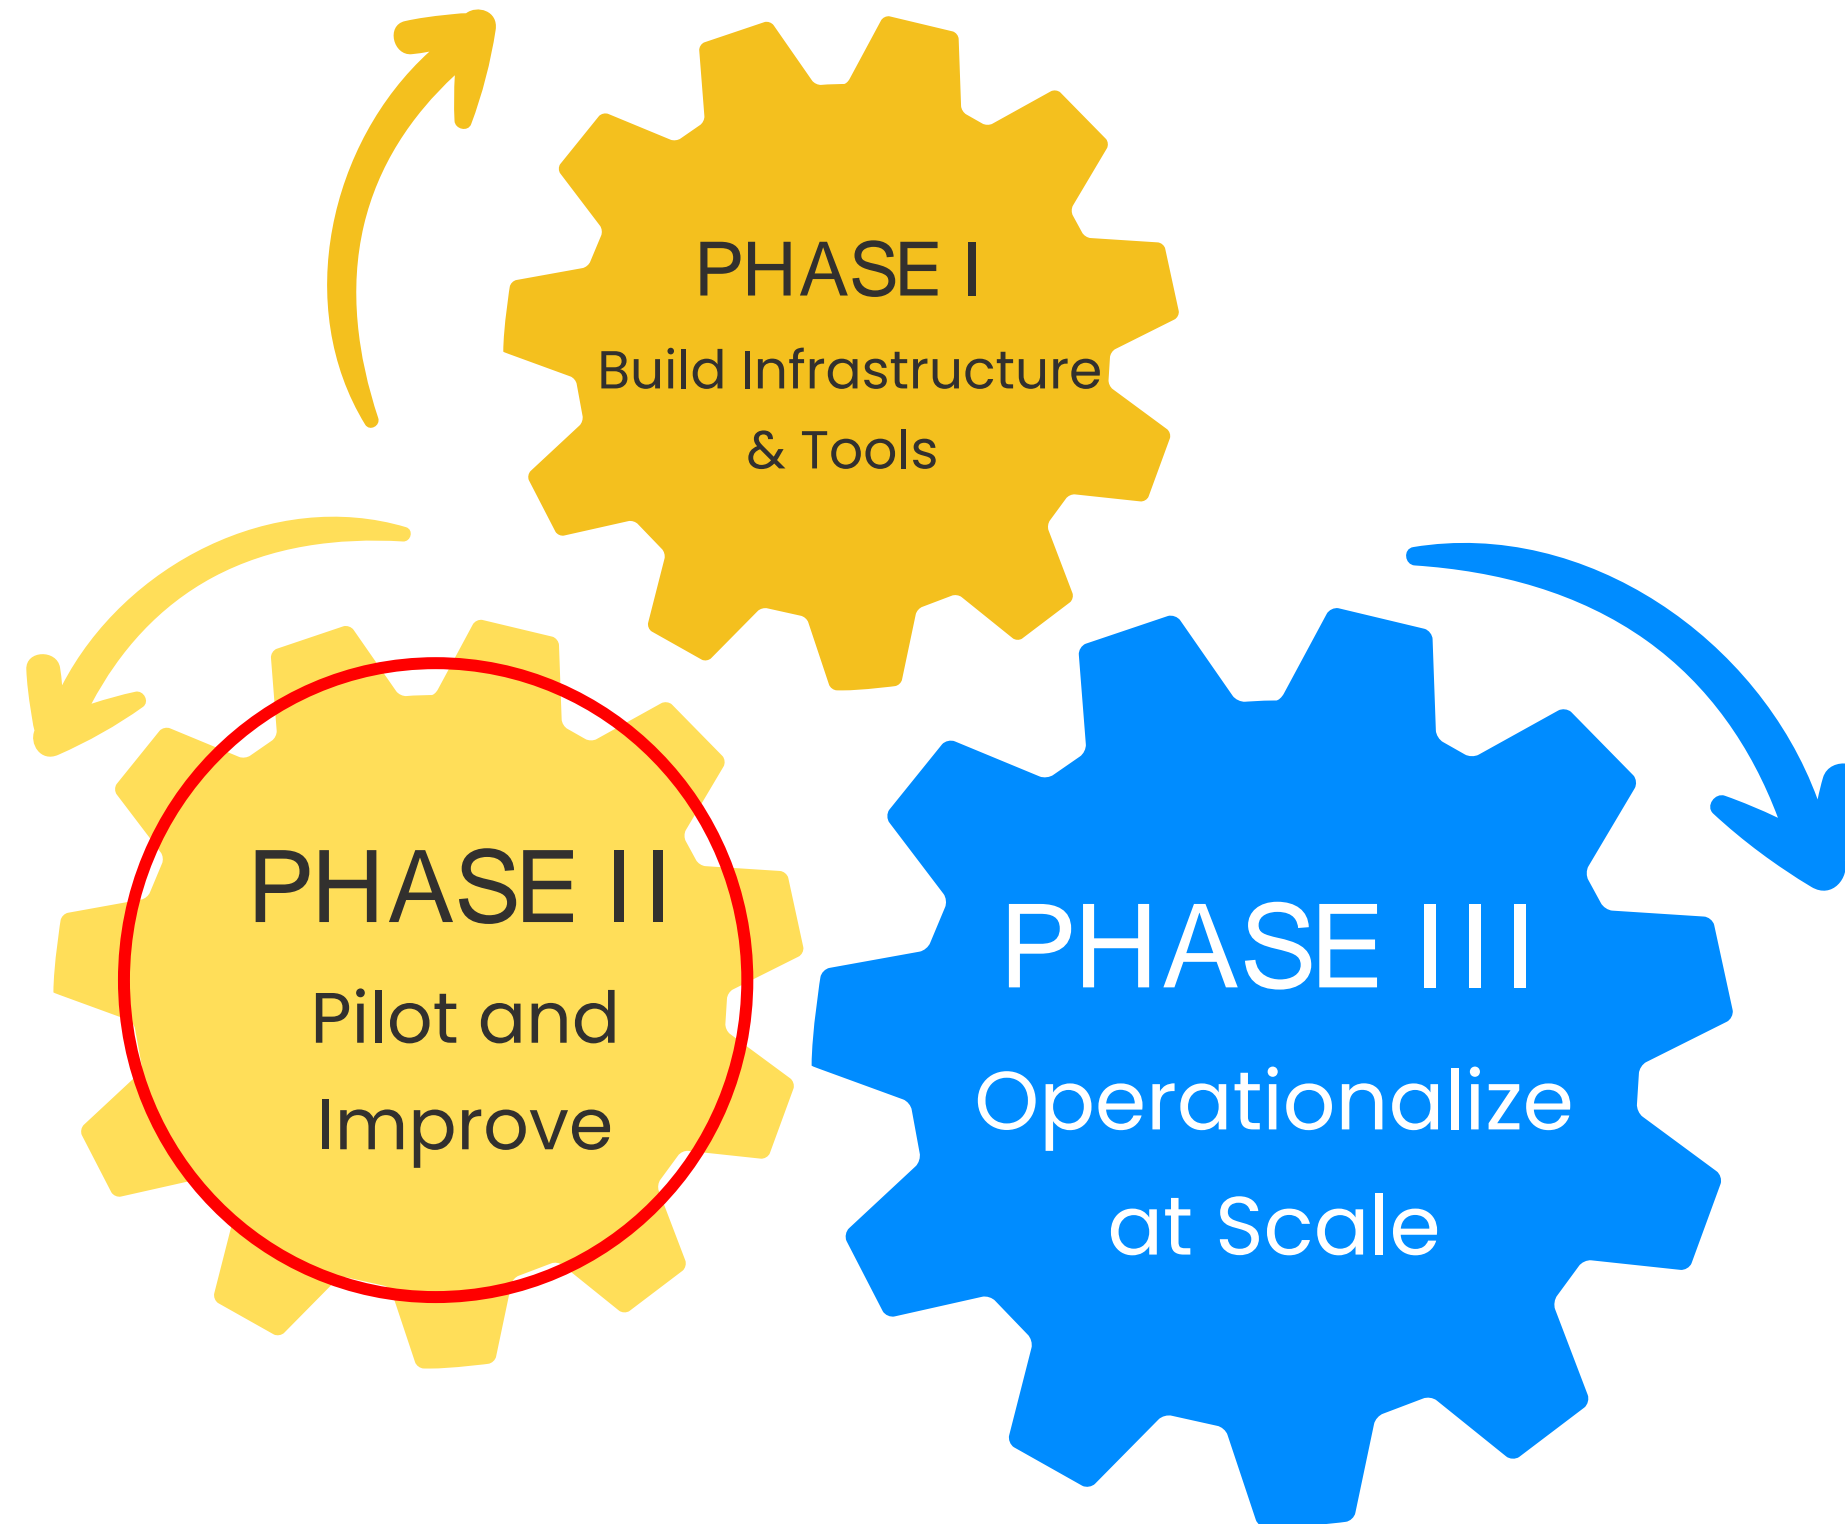 PHASE I
Build Infrastructure
& Tools
PHASE II
Pilot and
Improve
PHASE III
Operationalize
at Scale